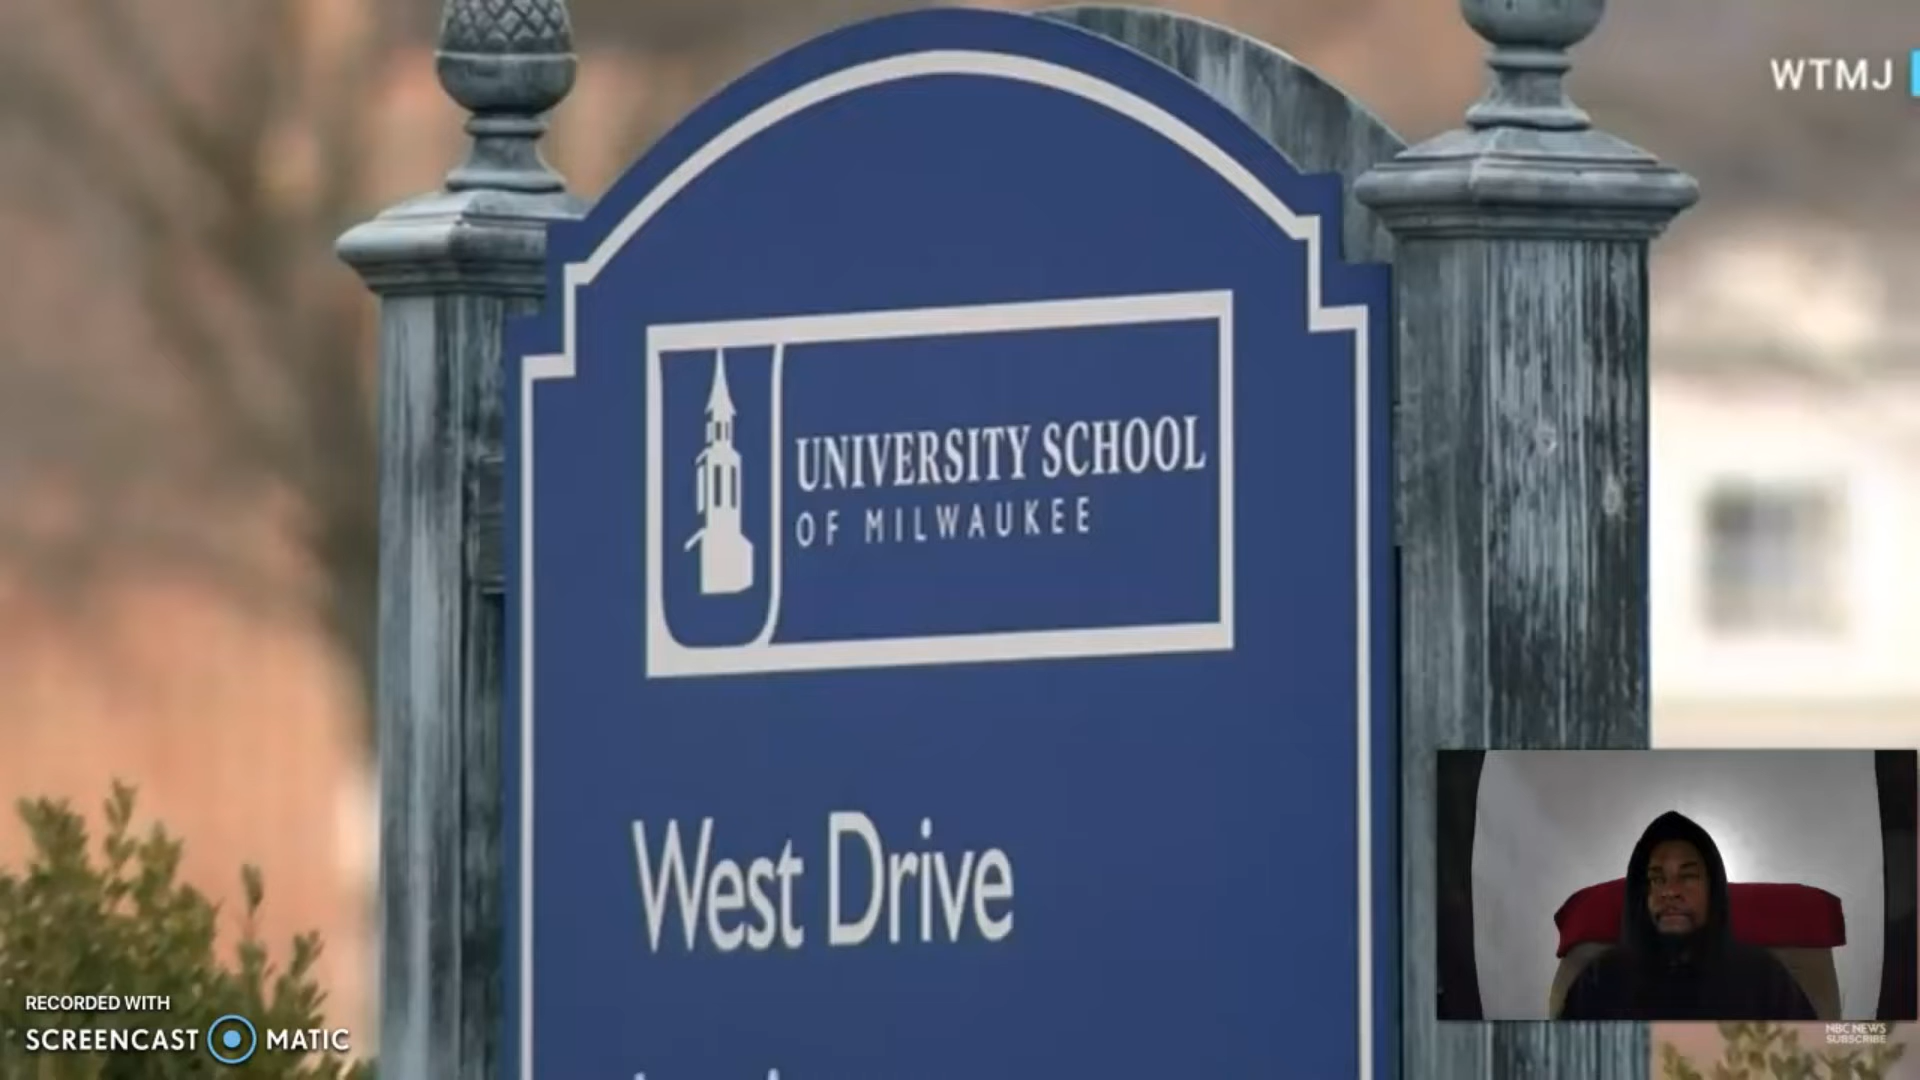 WTMJ
UNIVERSITY SCHOOL
OF MILWAUKEE
West Drive
RECORDED WITH
SCREENCAST MATIC
NBC NEWS
SUBSCRIBE